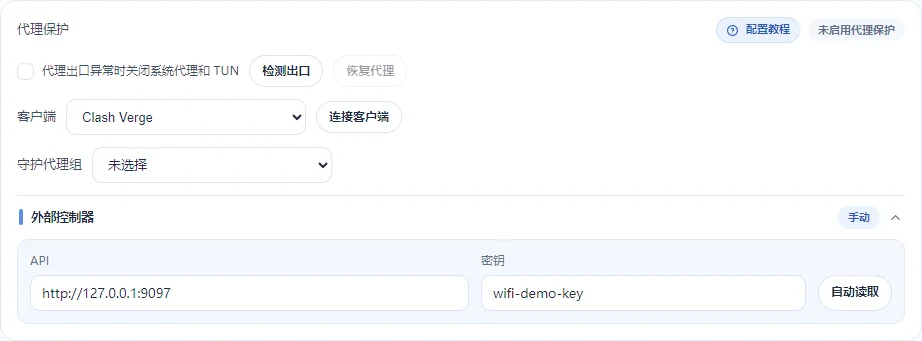 代理保护
配置教程
未启用代理保护
代理出口异常时关闭系统代理和 TUN
检测出口
恢复代理
客户端
Clash Verge
连接客户端
守护代理组
未选择
外部控制器
手动
API
密钥
http://127.0.0.1:9097
wifi-demo-key
自动读取